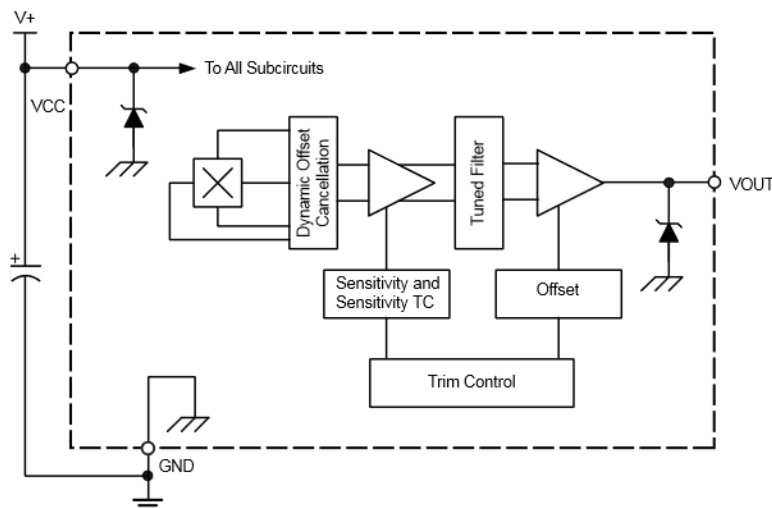 V+
To All Subcircuits
VCC
Dynamic Offset
Cancellation
Tuned Filter
VOUT
+
Sensitivity and
Sensitivity TC
Offset
Trim Control
GND